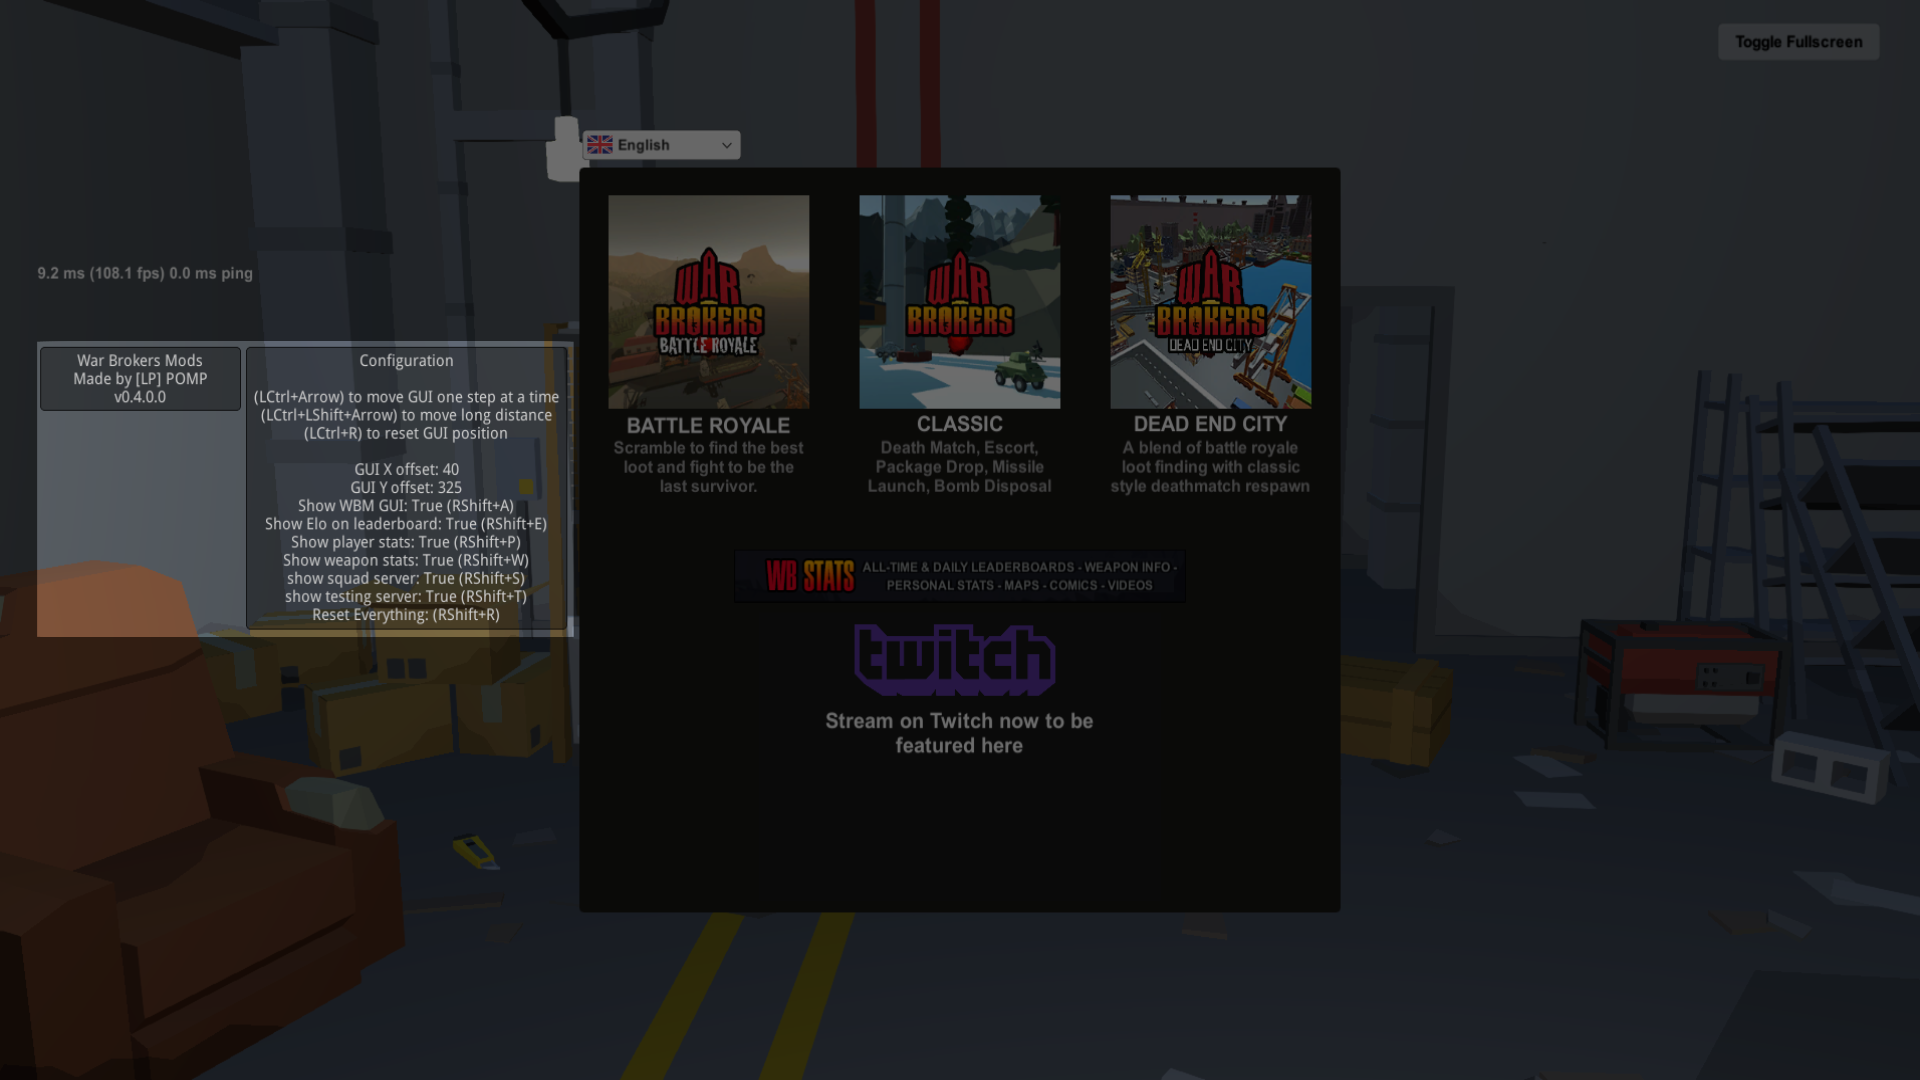 Toggle Fullscreen
English
9.2 ms (108.1 fps) 0.0 ms ping
War Brokers Mods
Made by [LP] POMP
v0.4.0.0
Configuration
(LCtrl+Arrow) to move GUI one step at a time
(LCtrl+LShift+Arrow) to move long distance
(LCtrl+R) to reset GUI position
GUI X offset: 40
GUI Y offset: 325
Show WBM GUI: True (RShift+A)
Show Elo on leaderboard: True (RShift+E)
Show player stats: True (RShift+P)
Show weapon stats: True (RShift+W)
show squad server: True (RShift+S)
show testing server: True (RShift+T)
Reset Everything: (RShift+R)
WAR
BROKERS
BATTLE ROYALE
BATTLE ROYALE
Scramble to find the best
loot and fight to be the
last survivor.
WAR
BROKERS
CLASSIC
Death Match, Escort,
Package Drop, Missile
Launch, Bomb Disposal
WAR
BROKERS
DEAD END CITY
DEAD END CITY
A blend of battle royale
loot finding with classic
style deathmatch respawn
WB STATS
ALL-TIME & DAILY LEADERBOARDS - WEAPON INFO -
PERSONAL STATS - MAPS - COMICS - VIDEOS
twitch
Stream on Twitch now to be
featured here